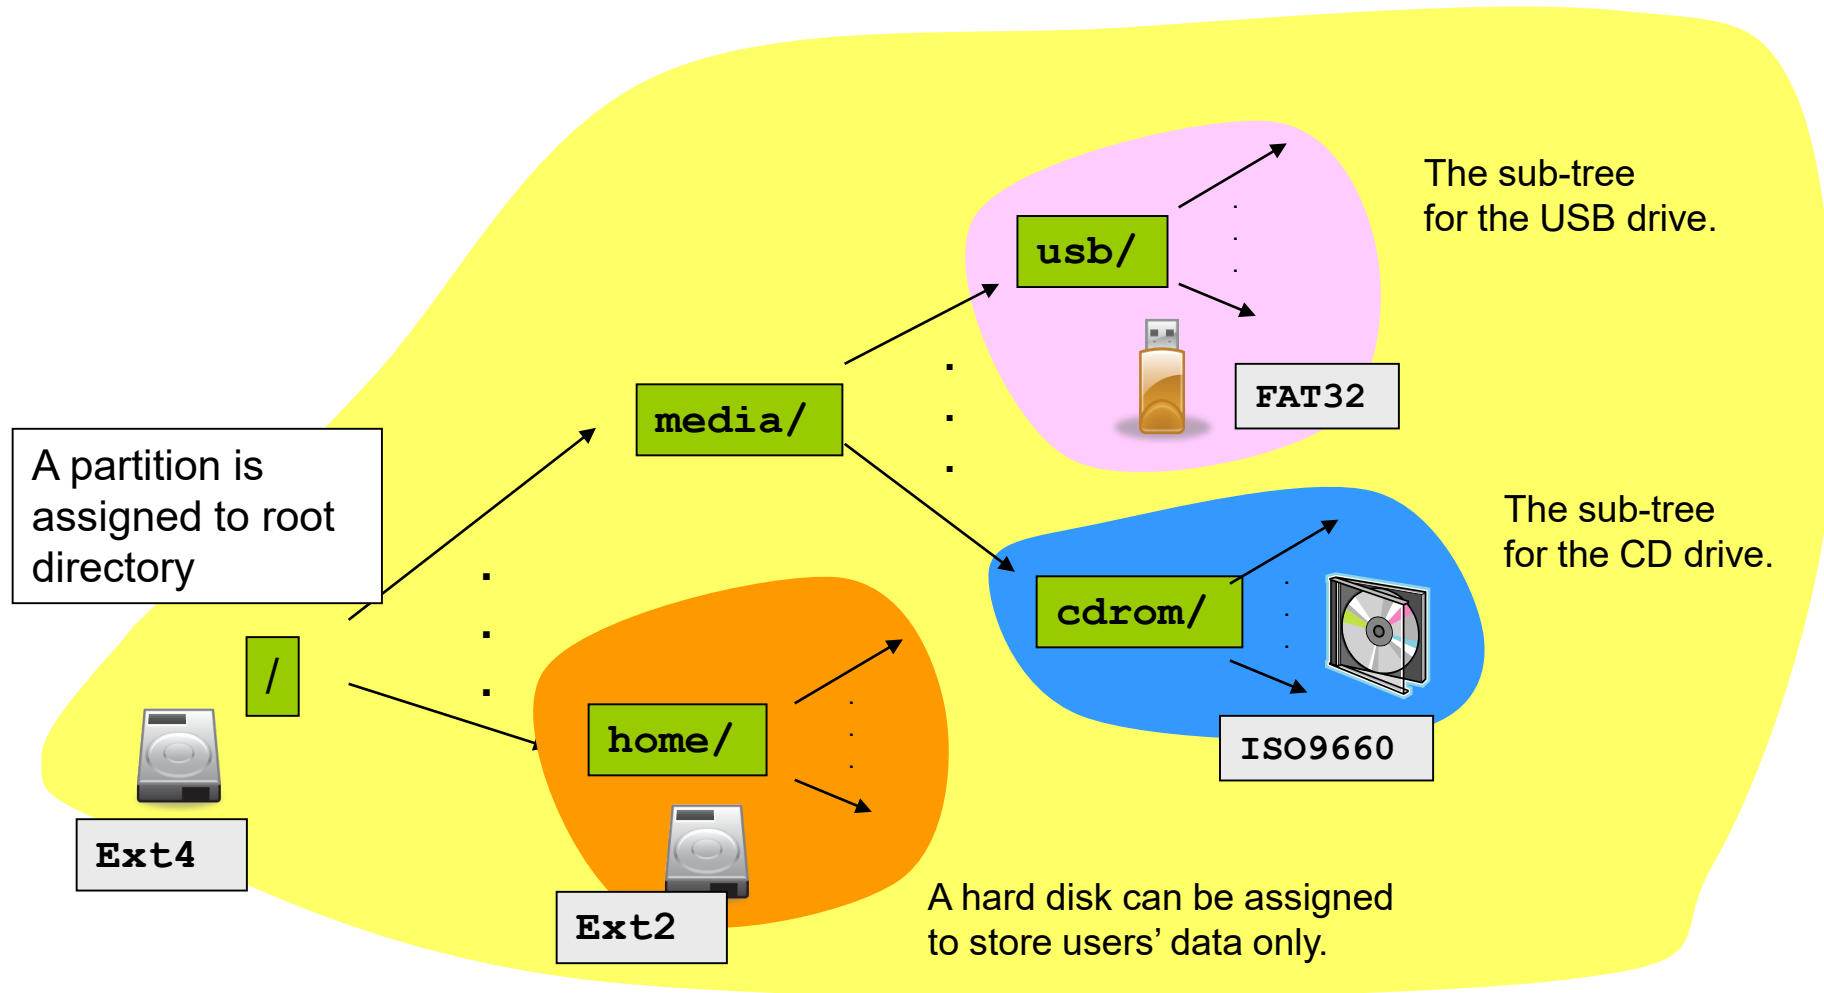 The sub-tree
for the USB drive.
usb/
FAT32
media/
A partition is
assigned to root
directory
The sub-tree
for the CD drive.
cdrom/
/
home/
ISO9660
Ext4
A hard disk can be assigned
to store users’ data only.
Ext2